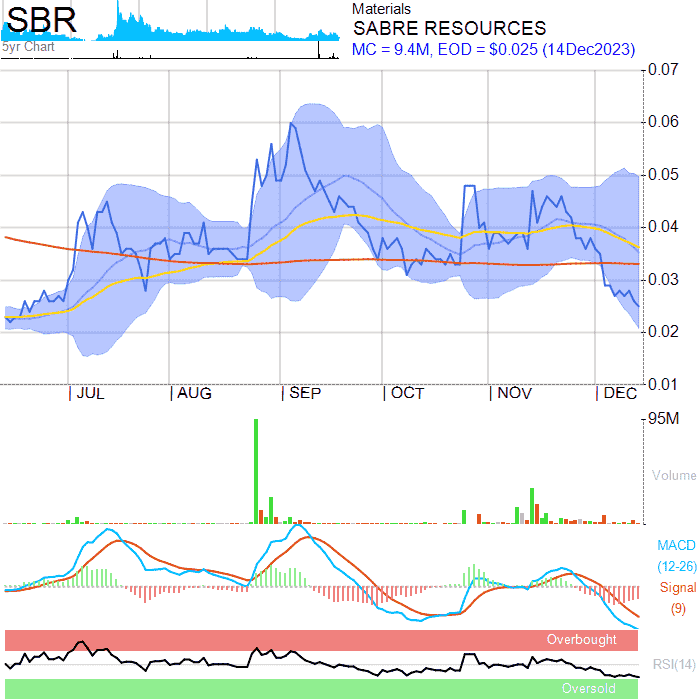 SBR
5yr Chart
Materials
SABRE RESOURCES
MC = 9.4M, EOD = $0.025 (14Dec2023)
0.07
0.06
0.05
0.04
0.03
0.02
0.01
JUL AUG SEP OCT NOV DEC
95M
Volume
MACD
(12-26)
Signal
(9)
Overbought
RSI(14)
Oversold